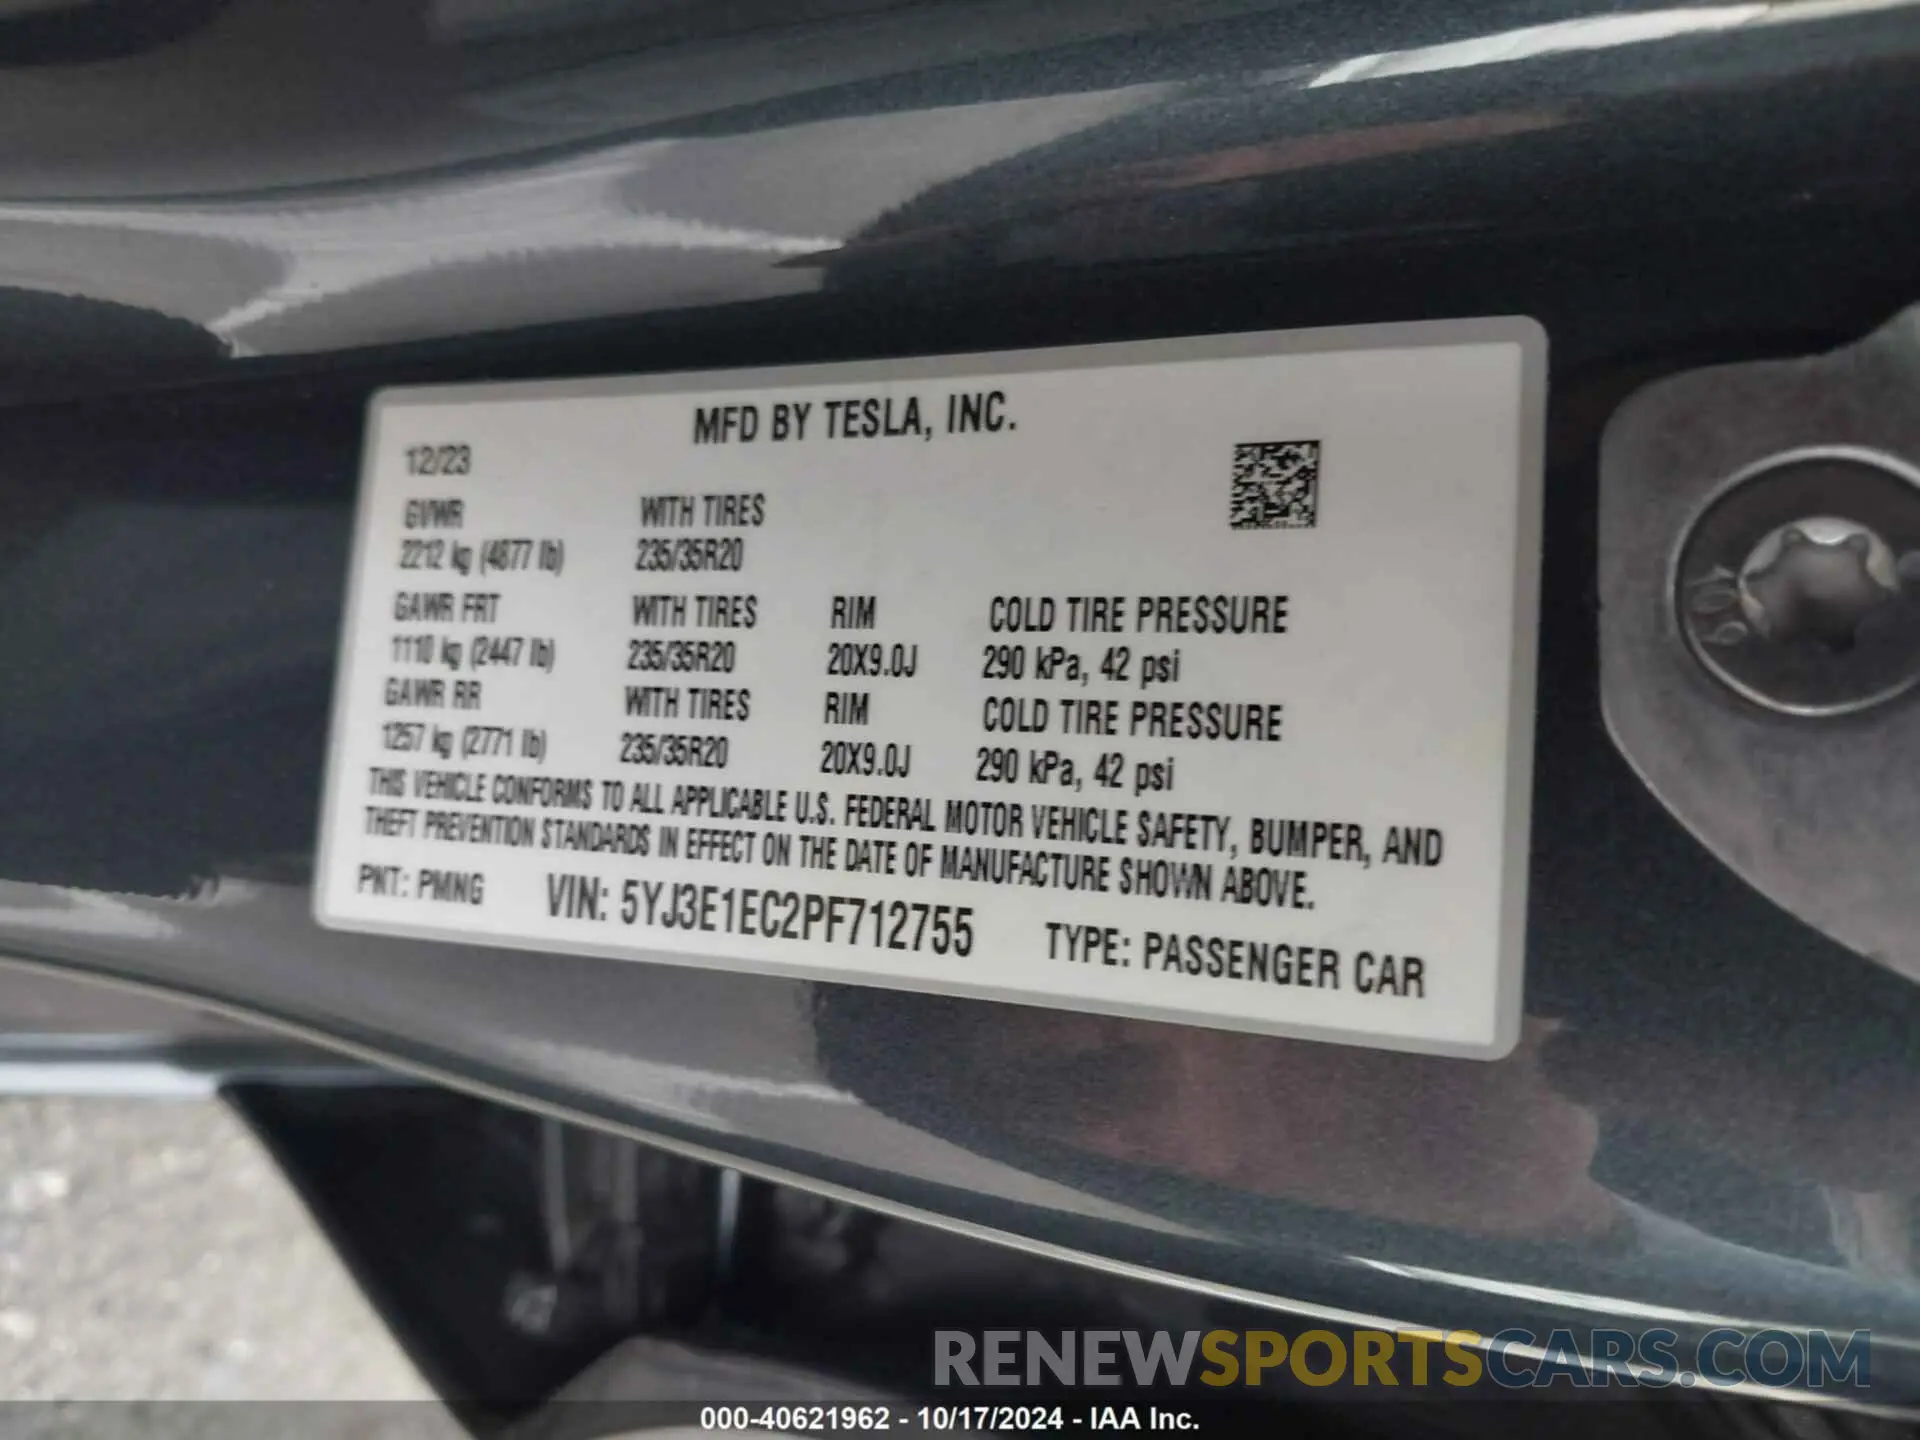 MFD BY TESLA, INC.
12/23
GVWR WITH TIRES
2212 kg (4877 lb) 235/35R20
GAWR FRT WITH TIRES RIM COLD TIRE PRESSURE
1110 kg (2447 lb) 235/35R20 20X9.0J 290 kPa, 42 psi
GAWR RR WITH TIRES RIM COLD TIRE PRESSURE
1257 kg (2771 lb) 235/35R20 20X9.0J 290 kPa, 42 psi
THIS VEHICLE CONFORMS TO ALL APPLICABLE U.S. FEDERAL MOTOR VEHICLE SAFETY, BUMPER, AND
THEFT PREVENTION STANDARDS IN EFFECT ON THE DATE OF MANUFACTURE SHOWN ABOVE.
PNT: PMNG VIN: 5YJ3E1EC2PF712755 TYPE: PASSENGER CAR
RENEWSPORTSCARS.COM
000-40621962 - 10/17/2024 - IAA Inc.